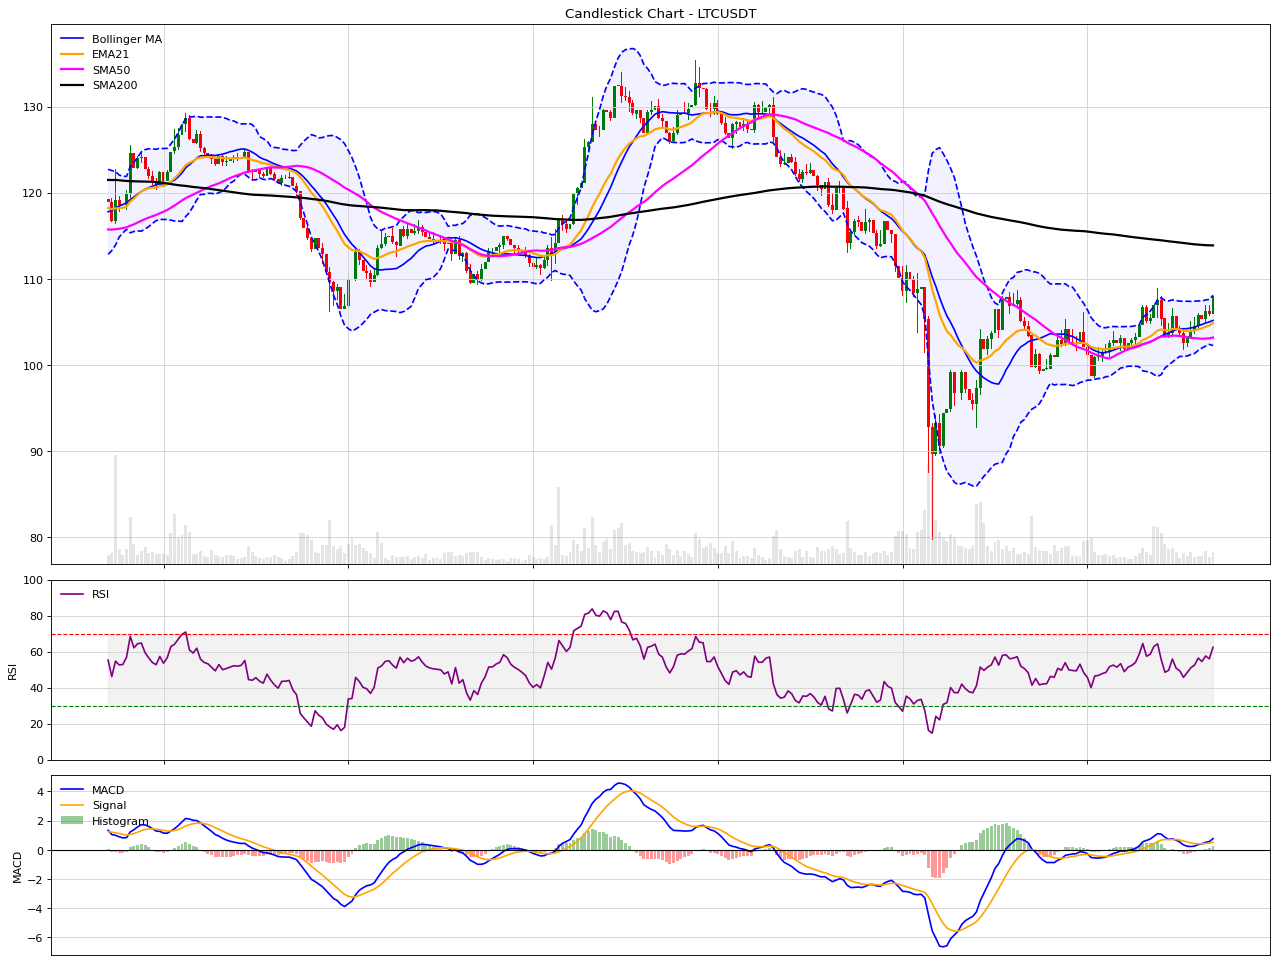 Candlestick Chart - LTCUSDT
Bollinger MA
EMA21
SMA50
SMA200
130
120
110
100
90
80
RSI
100
80
60
40
20
0
RSI
MACD
Signal
Histogram
4
2
0
−2
−4
−6
MACD